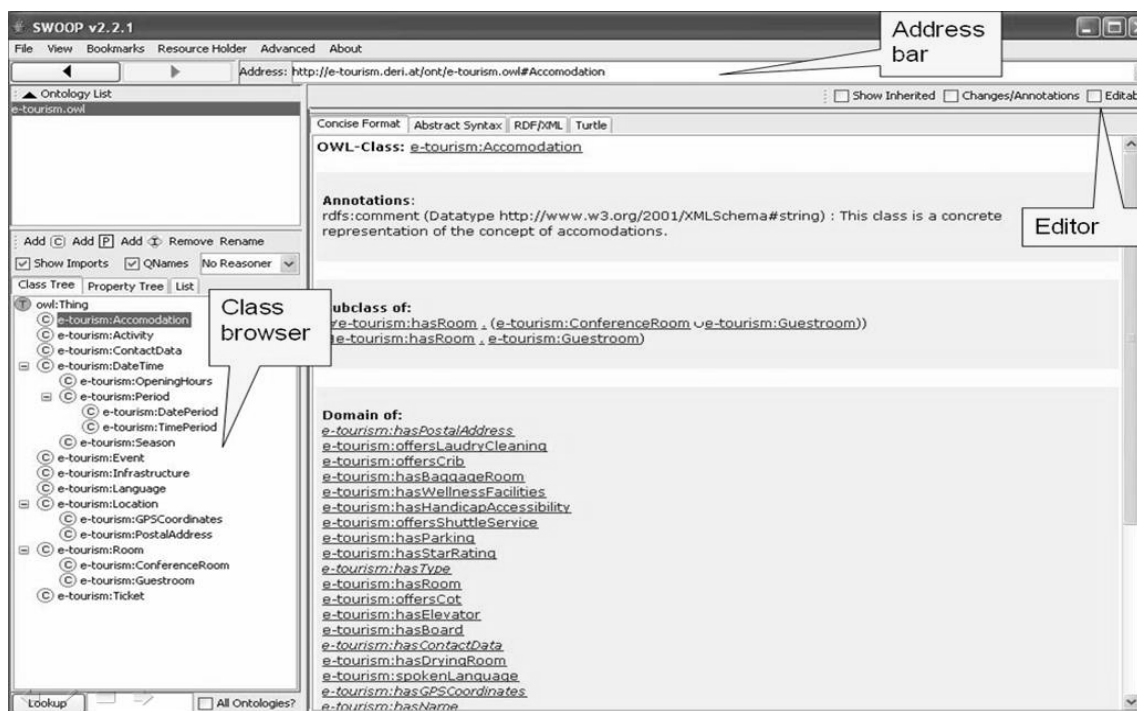 SWOOP v2.2.1
File View Bookmarks Resource Holder Advanced About
Address: http://e-tourism.deri.at/ont/e-tourism.owl#Accomodation
Address
bar
Ontology List
e-tourism.owl
Show Inherited Changes/Annotations
Editor
Add C Add P Add I Remove Rename
Show Imports QNames No Reasoner
Class Tree Property Tree List
Class
browser
T owl:Thing
C e-tourism:Accomodation
C e-tourism:Activity
C e-tourism:ContactData
C e-tourism:DateTime
C e-tourism:OpeningHours
C e-tourism:Period
C e-tourism:DatePeriod
C e-tourism:TimePeriod
C e-tourism:Season
C e-tourism:Event
C e-tourism:Infrastructure
C e-tourism:Language
C e-tourism:Location
C e-tourism:GPSCoordinates
C e-tourism:PostalAddress
C e-tourism:Room
C e-tourism:ConferenceRoom
C e-tourism:Guestroom
C e-tourism:Ticket
Lookup All Ontologies?
Concise Format Abstract Syntax RDF/XML Turtle
OWL-Class: e-tourism:Accomodation
Annotations:
rdfs:comment (Datatype http://www.w3.org/2001/XMLSchema#string) : This class is a concrete
representation of the concept of accomodations.
ubclass of:
e-tourism:hasRoom . (e-tourism:ConferenceRoom ∪ e-tourism:Guestroom))
e-tourism:hasRoom . e-tourism:Guestroom)
Domain of:
e-tourism:hasPostalAddress
e-tourism:offersLaudryCleaning
e-tourism:offersCrib
e-tourism:hasBaggageRoom
e-tourism:hasWellnessFacilities
e-tourism:hasHandicapAccessibility
e-tourism:offersShuttleService
e-tourism:hasParking
e-tourism:hasStarRating
e-tourism:hasType
e-tourism:hasRoom
e-tourism:offersCot
e-tourism:hasElevator
e-tourism:hasBoard
e-tourism:hasContactData
e-tourism:hasDryingRoom
e-tourism:spokenLanguage
e-tourism:hasGPSCoordinates
e-tourism:hasName